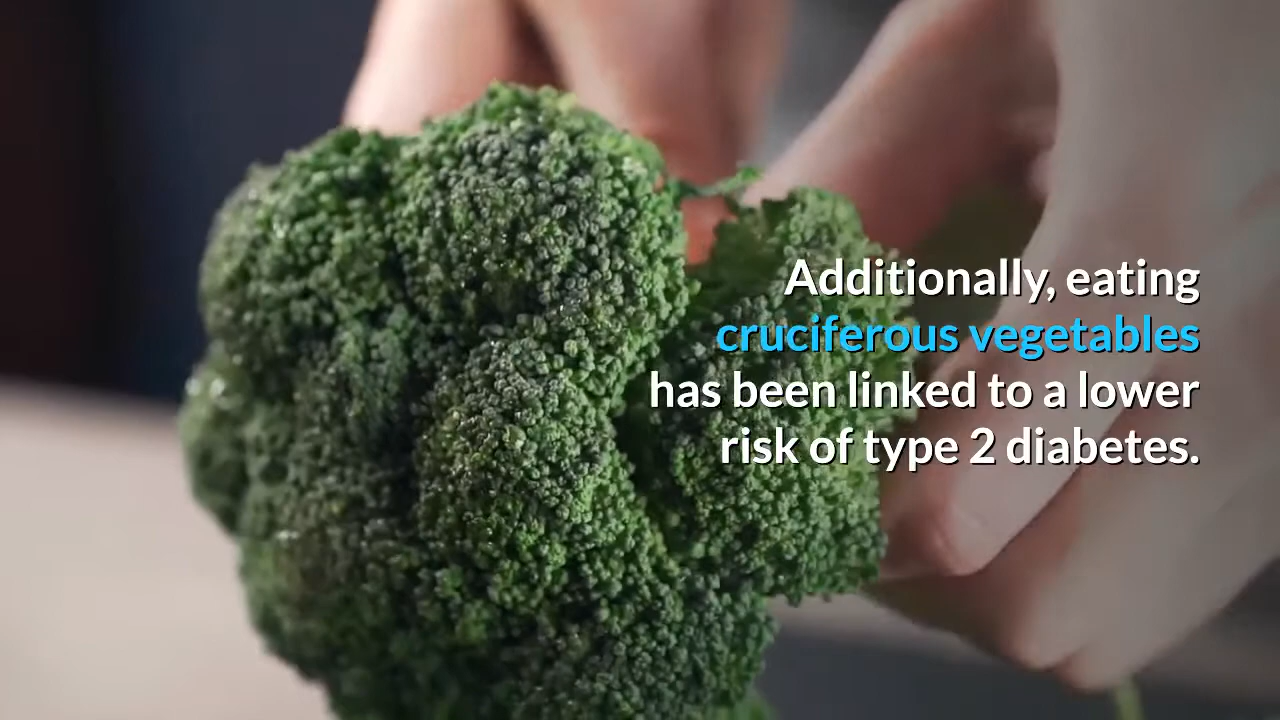 Additionally, eating
cruciferous vegetables
has been linked to a lower
risk of type 2 diabetes.